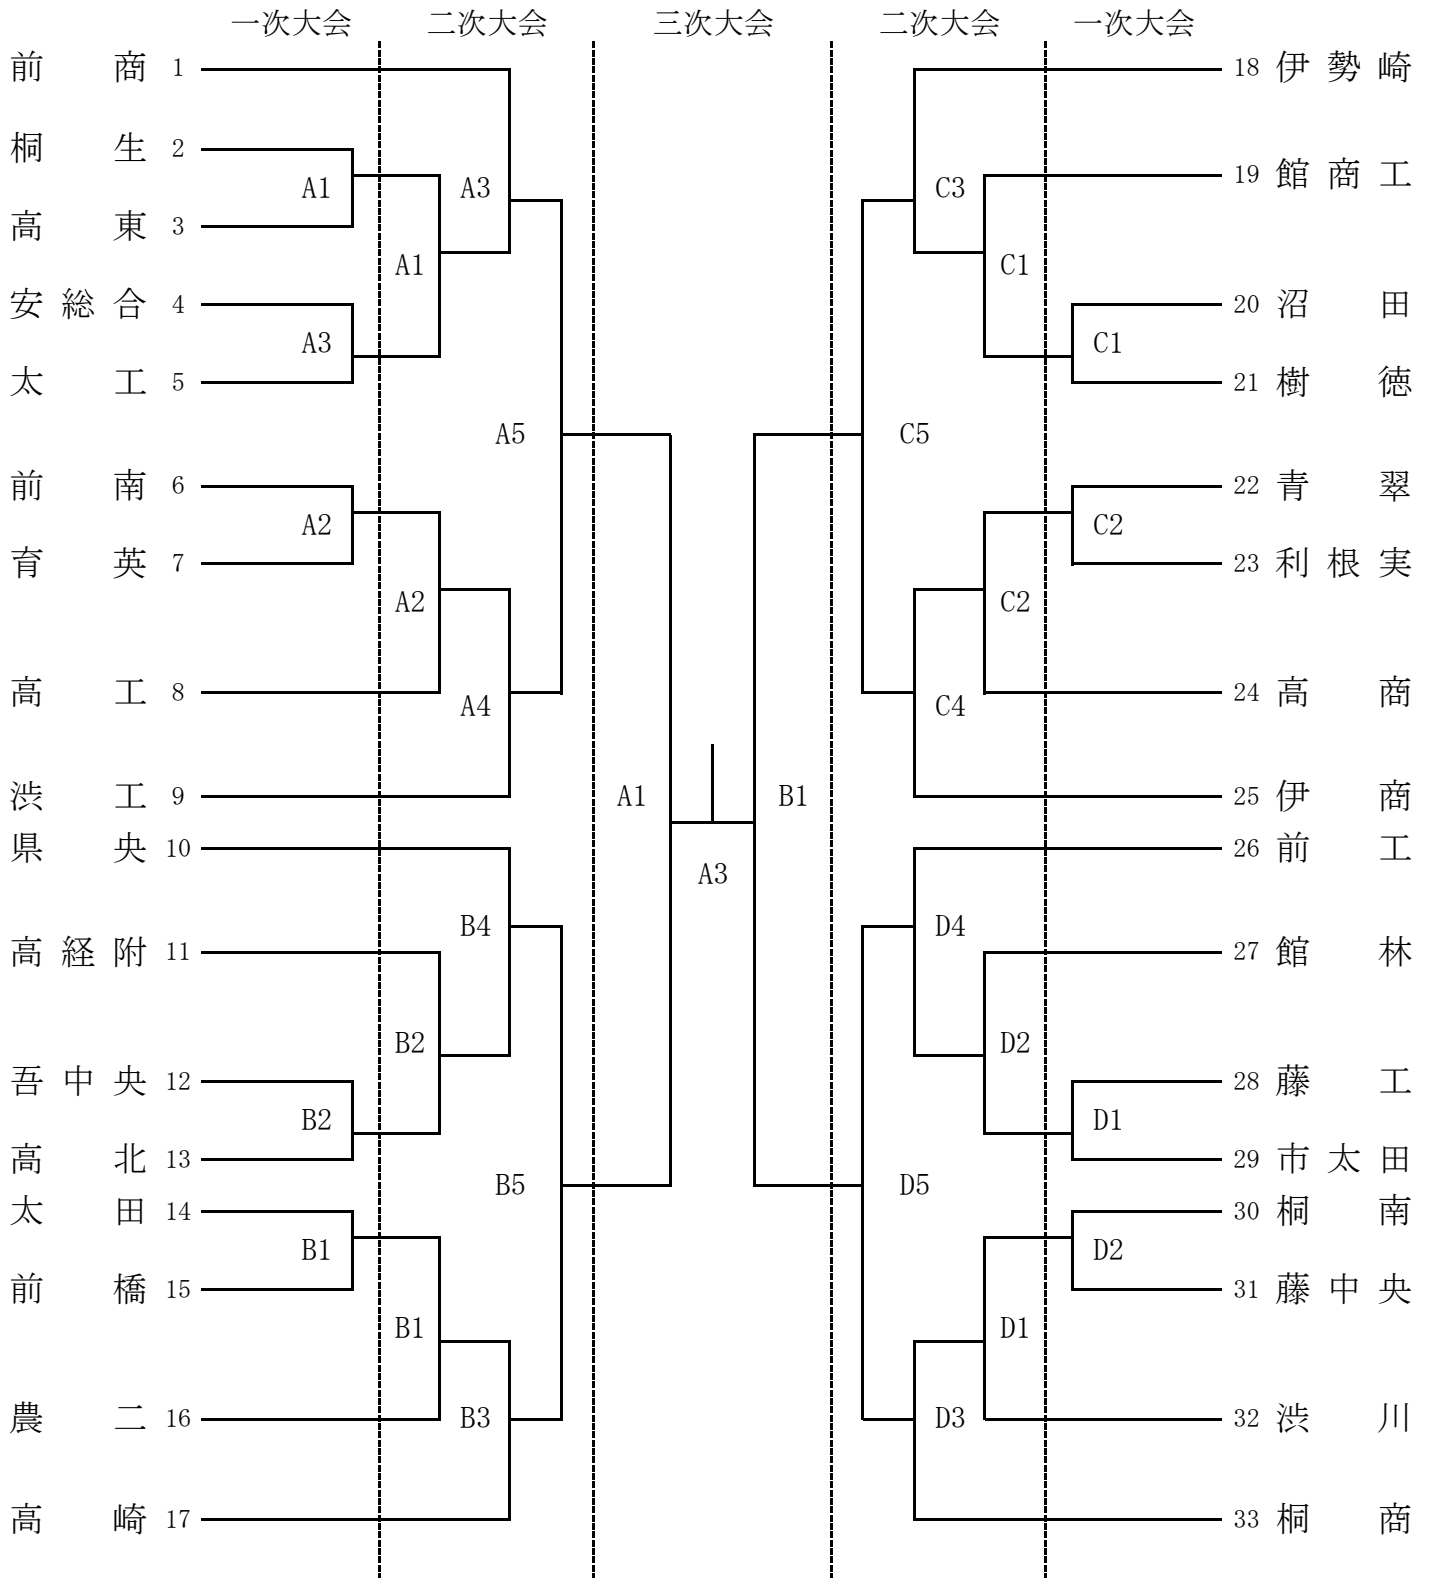 一次大会 二次大会 三次大会 二次大会 一次大会
前商 1
桐生 2
高東 3
安総合 4
太工 5
前南 6
育英 7
高工 8
渋工 9
県央 10
高経附 11
吾中央 12
高北 13
太田 14
前橋 15
農二 16
高崎 17
A1
A3
A2
B2
B1
A1
A2
B2
B1
A3
A4
B4
B3
A5
B5
A1
A3
B1
C5
D5
C3
C4
D4
D3
C1
C2
D2
D1
C1
C2
D1
D2
18 伊勢崎
19 館商工
20 沼田
21 樹徳
22 青翠
23 利根実
24 高商
25 伊商
26 前工
27 館林
28 藤工
29 市太田
30 桐南
31 藤中央
32 渋川
33 桐商